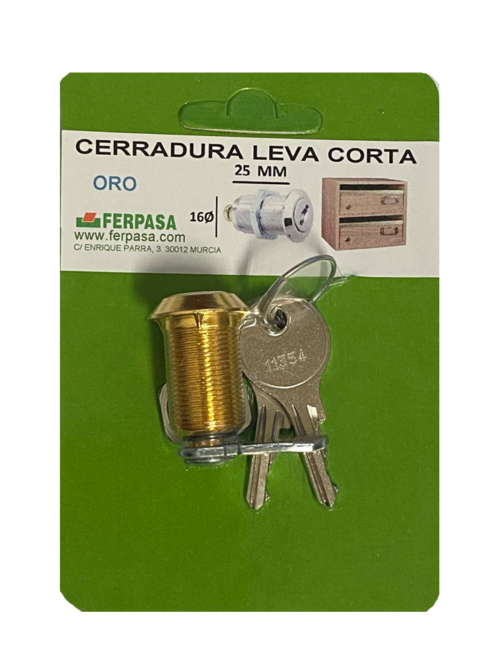 CERRADURA LEVA CORTA
25 MM
ORO
16Ø
FERPASA
www.ferpasa.com
C/ ENRIQUE PARRA, 3. 30012 MURCIA
11354